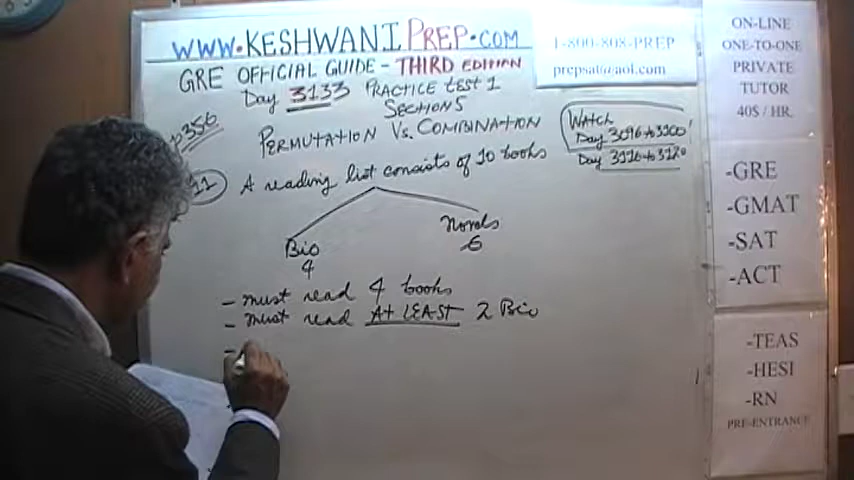 WWW.KESHWANIPREP.COM
GRE OFFICIAL GUIDE - THIRD EDITION
Day 3133 PRACTICE TEST 1
SECTION 5
P 356
PERMUTATION Vs. COMBINATION
WATCH
Day 3096 to 3100!
Day 3116 to 3120
11 A reading list consists of 10 books
Bio
4
Novels
6
- must read 4 books
- must read At LEAST 2 Bio
-
1-800-808-PREP
prepsat@aol.com
ON-LINE
ONE-TO-ONE
PRIVATE
TUTOR
40$ / HR.
-GRE
-GMAT
-SAT
-ACT
-TEAS
-HESI
-RN
PRE-ENTRANCE